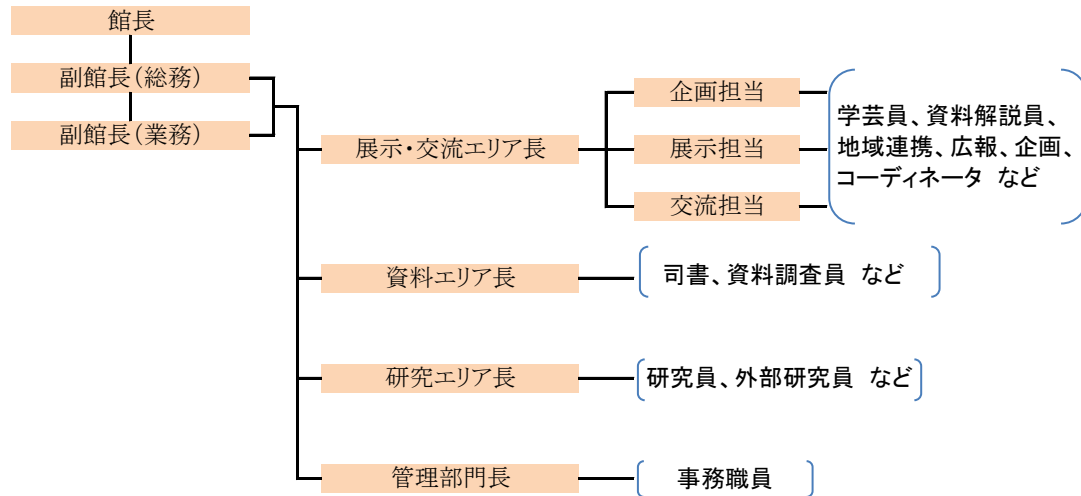 館長
副館長（総務）
副館長（業務）
展示・交流エリア長
企画担当
展示担当
交流担当
学芸員、資料解説員、
地域連携、広報、企画、
コーディネータ　など
資料エリア長
司書、資料調査員　など
研究エリア長
研究員、外部研究員　など
管理部門長
事務職員